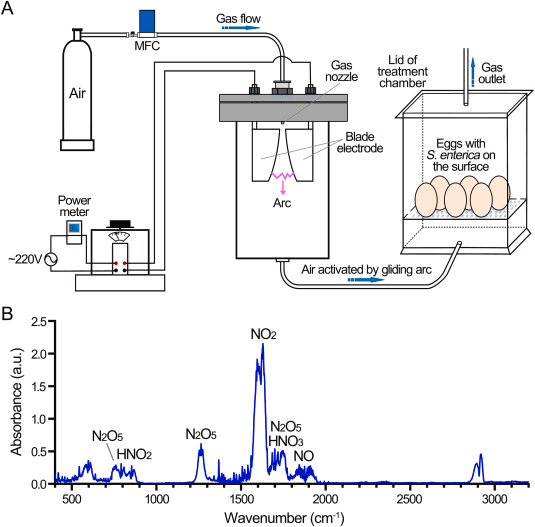 A
Gas flow
MFC
Air
Gas
nozzle
Lid of
treatment
chamber
Gas
outlet
Blade
electrode
Eggs with
S. enterica on
the surface
Arc
Power
meter
~220V
Air activated by gliding arc
B
Absorbance (a.u.)
2.5
2.0
1.5
1.0
0.5
0.0
NO2
N2O5
HNO2
N2O5
N2O5
HNO3
NO
500 1000 1500 2000 2500 3000
Wavenumber (cm-1)